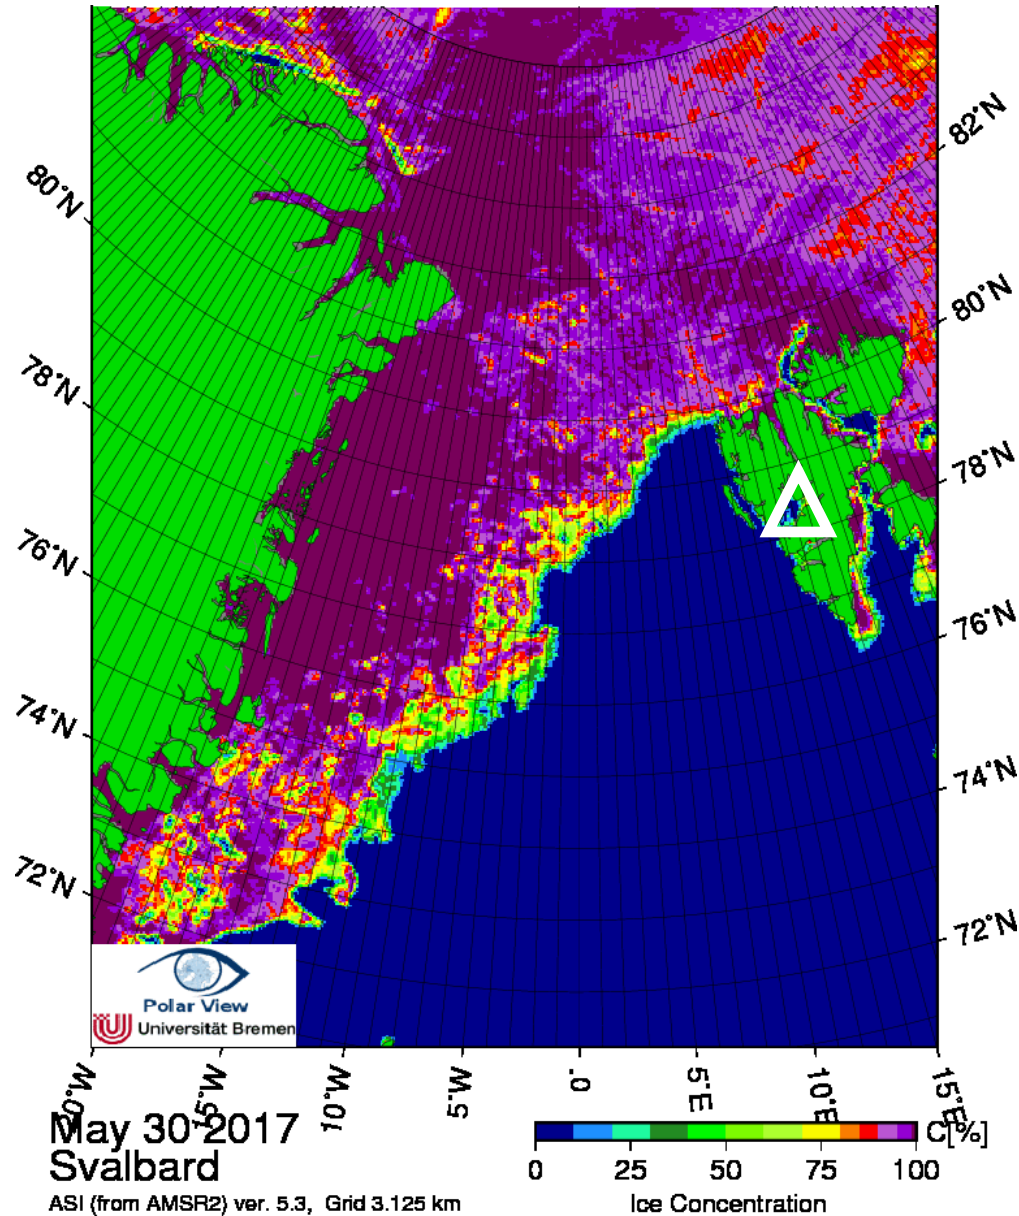 82°N
80°N
80°N
78°N
78°N
76°N
76°N
74°N
74°N
72°N
72°N
Polar View
Universität Bremen
20°W
15°W
10°W
5°W
0°
5°E
10°E
15°E
May 30 2017
Svalbard
ASI (from AMSR2) ver. 5.3, Grid 3.125 km
C[%]
0 25 50 75 100
Ice Concentration